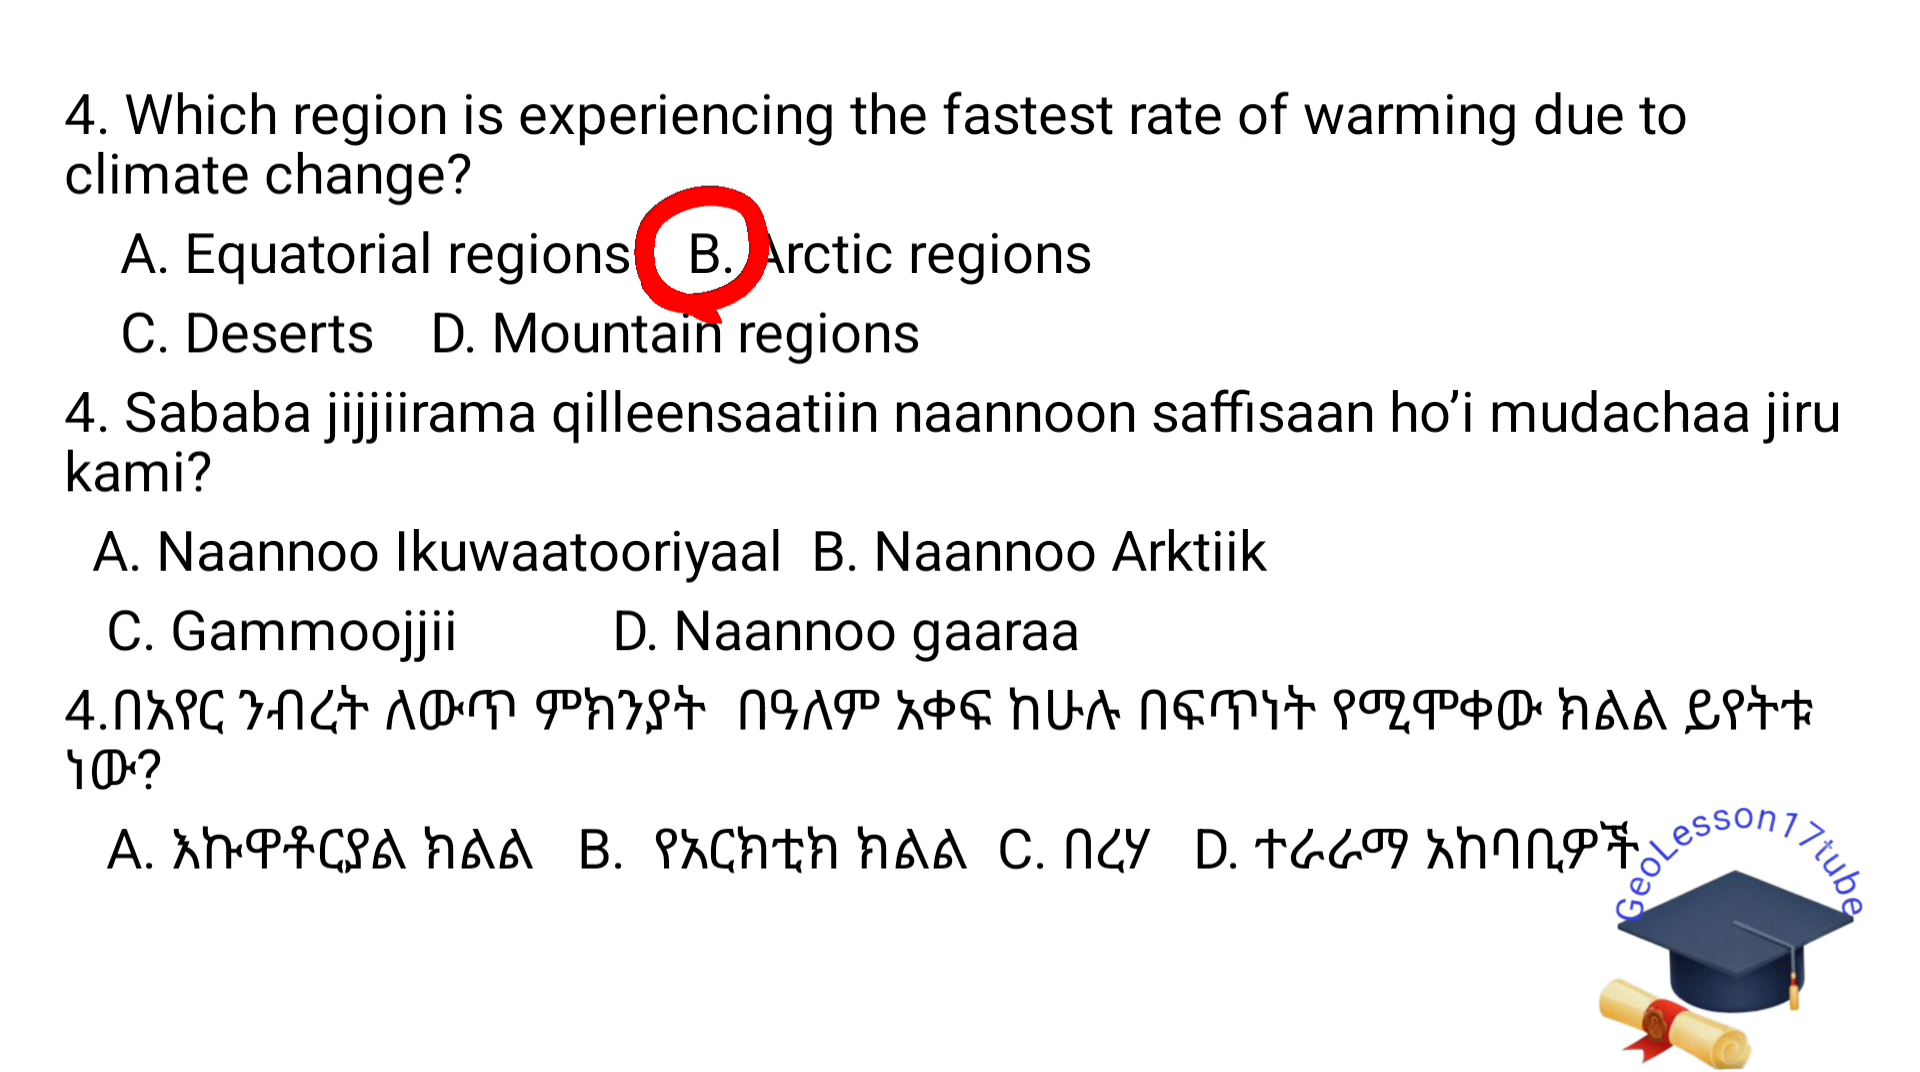 4. Which region is experiencing the fastest rate of warming due to
climate change?
A. Equatorial regions B. Arctic regions
C. Deserts D. Mountain regions
4. Sababa jijjiirama qilleensaatiin naannoon saffisaan ho’i mudachaa jiru
kami?
A. Naannoo Ikuwaatooriyaal B. Naannoo Arktiik
C. Gammoojjii D. Naannoo gaaraa
4.በአየር ንብረት ለውጥ ምክንያት በዓለም አቀፍ ከሁሉ በፍጥነት የሚሞቀው ክልል ይየትቱ
ነው?
A. እኩዋቶርያል ክልል B. የአርክቲክ ክልል C. በረሃ D. ተራራማ አከባቢዎች
GeoLesson17tube